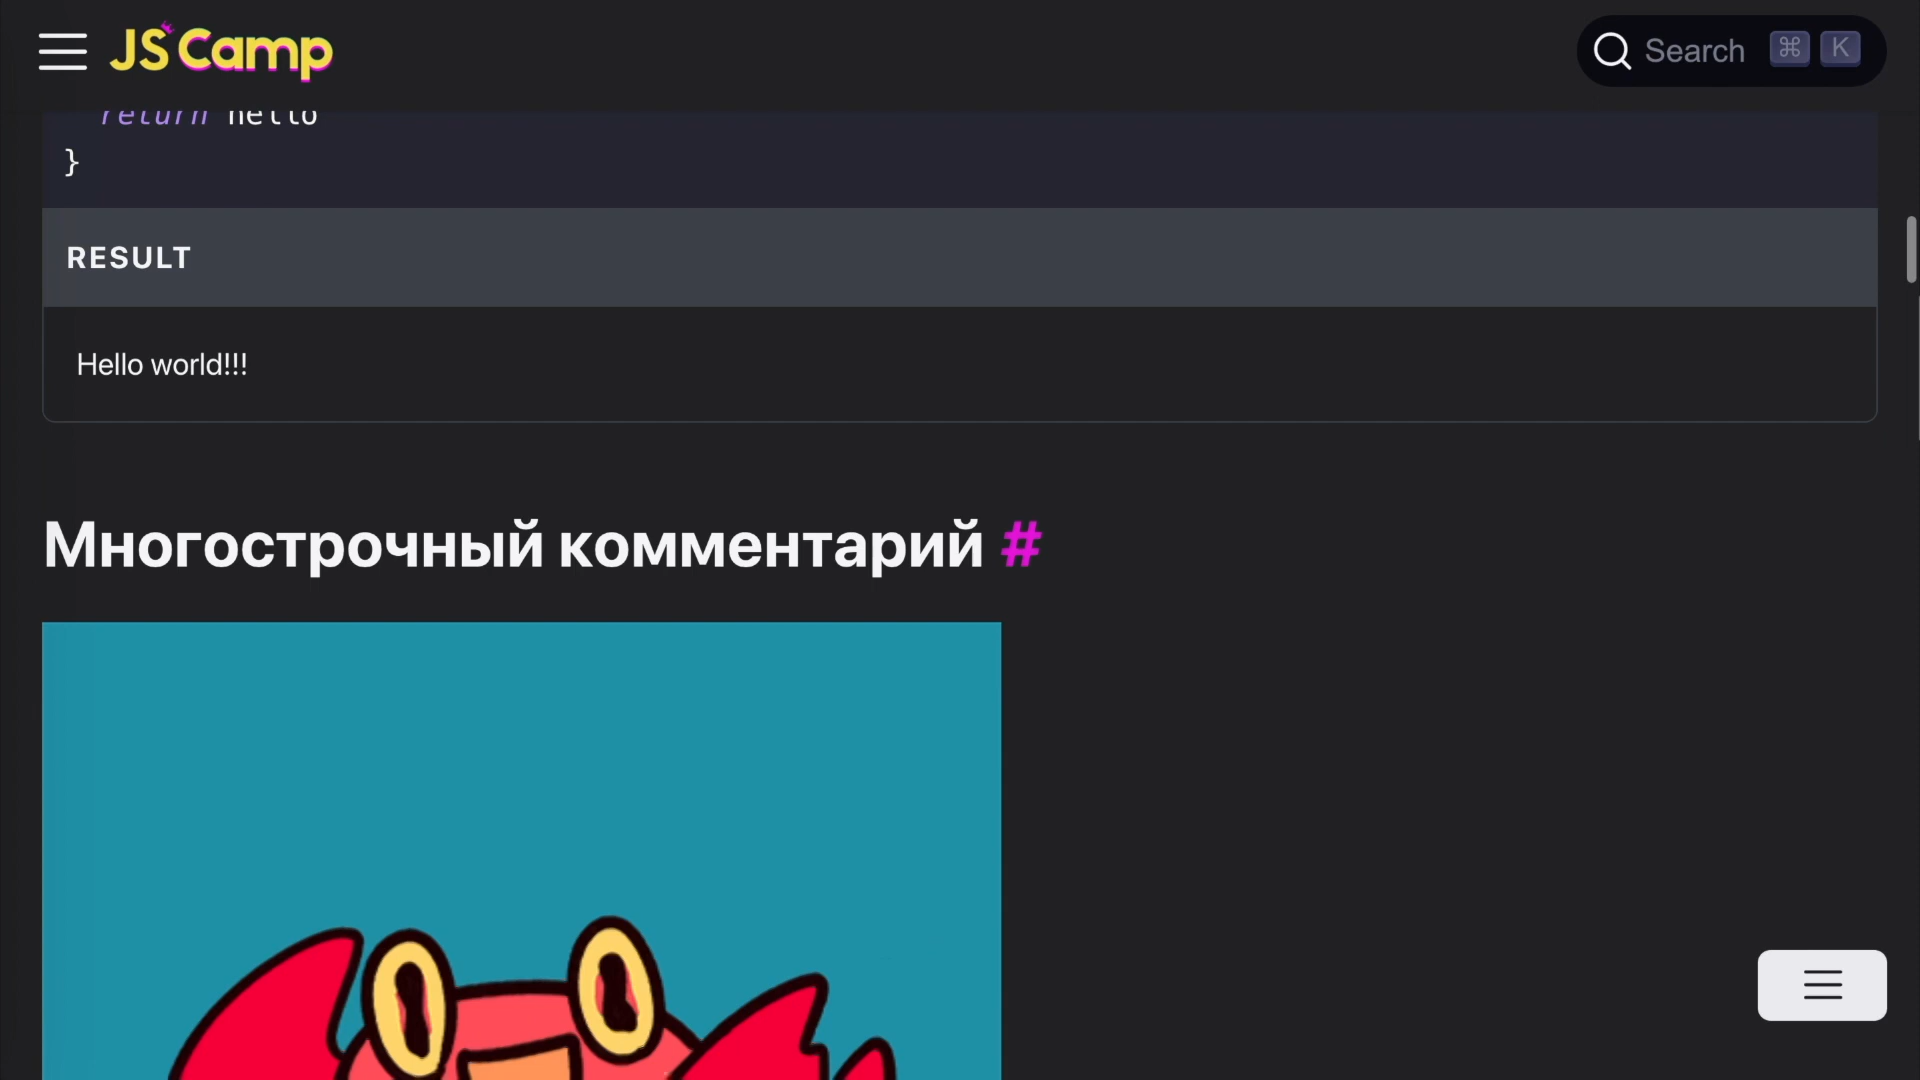 JS Camp
Search ⌘ K
return hello
}
RESULT
Hello world!!!
Многострочный комментарий #